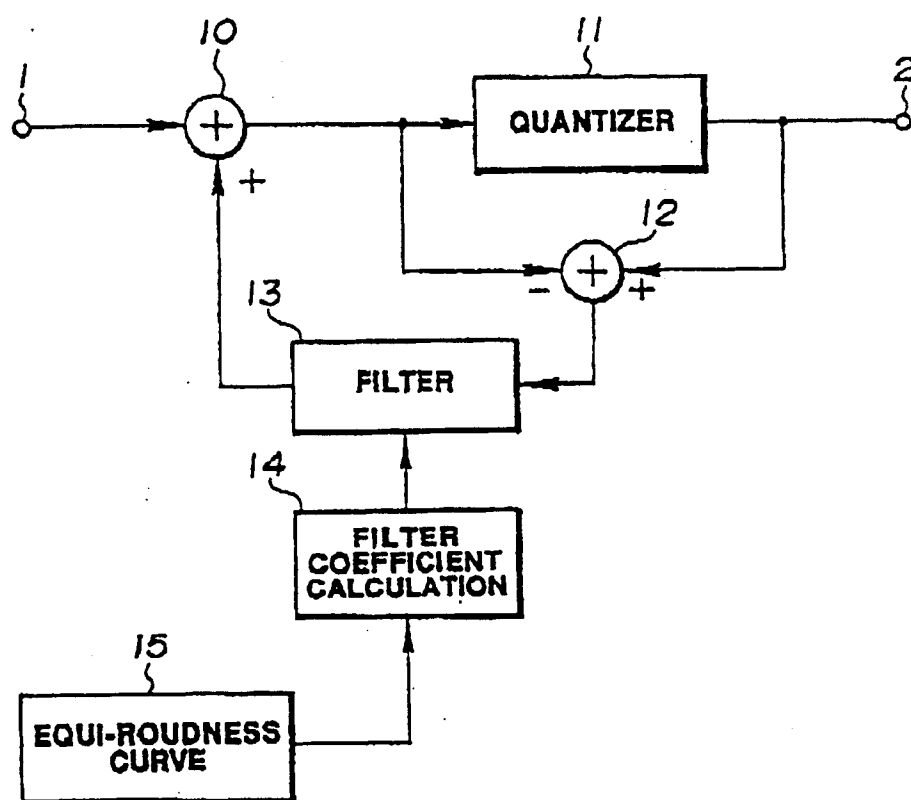 10
11
1
2
+
QUANTIZER
+
12
+
-
+
13
FILTER
14
FILTER
COEFFICIENT
CALCULATION
15
EQUI-ROUDNESS
CURVE